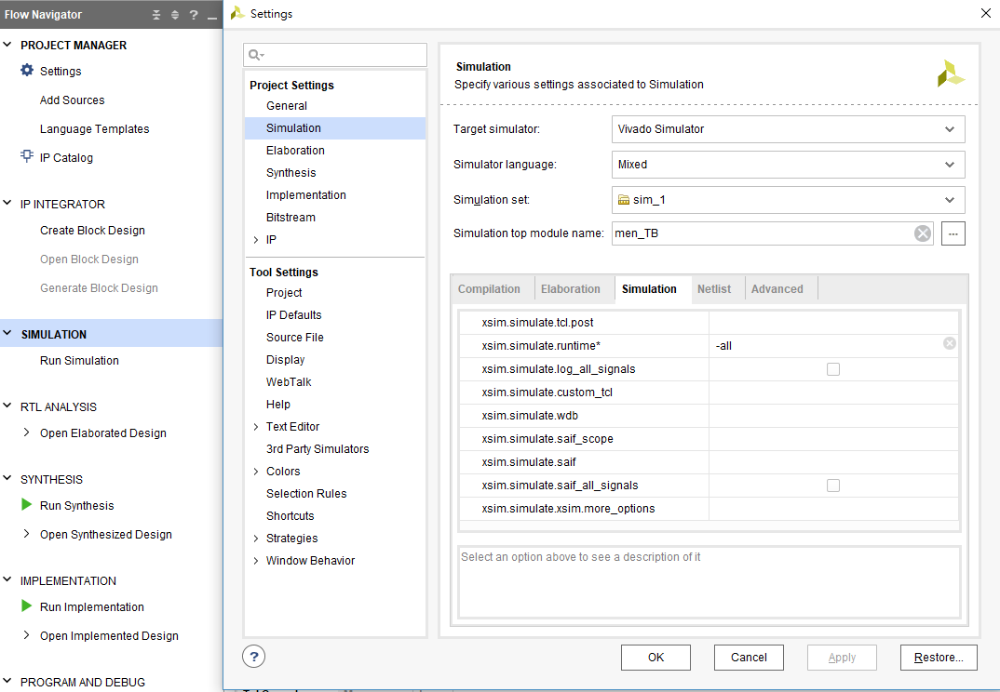 Flow Navigator
?
PROJECT MANAGER
Settings
Add Sources
Language Templates
IP Catalog
IP INTEGRATOR
Create Block Design
Open Block Design
Generate Block Design
SIMULATION
Run Simulation
RTL ANALYSIS
Open Elaborated Design
SYNTHESIS
Run Synthesis
Open Synthesized Design
IMPLEMENTATION
Run Implementation
Open Implemented Design
PROGRAM AND DEBUG
Settings
Project Settings
General
Simulation
Elaboration
Synthesis
Implementation
Bitstream
IP
Tool Settings
Project
IP Defaults
Source File
Display
WebTalk
Help
Text Editor
3rd Party Simulators
Colors
Selection Rules
Shortcuts
Strategies
Window Behavior
Simulation
Specify various settings associated to Simulation
Target simulator: Vivado Simulator
Simulator language: Mixed
Simulation set: sim_1
Simulation top module name: men_TB ...
Compilation Elaboration Simulation Netlist Advanced
xsim.simulate.tcl.post
xsim.simulate.runtime* -all
xsim.simulate.log_all_signals
xsim.simulate.custom_tcl
xsim.simulate.wdb
xsim.simulate.saif_scope
xsim.simulate.saif
xsim.simulate.saif_all_signals
xsim.simulate.xsim.more_options
Select an option above to see a description of it
? OK Cancel Apply Restore...